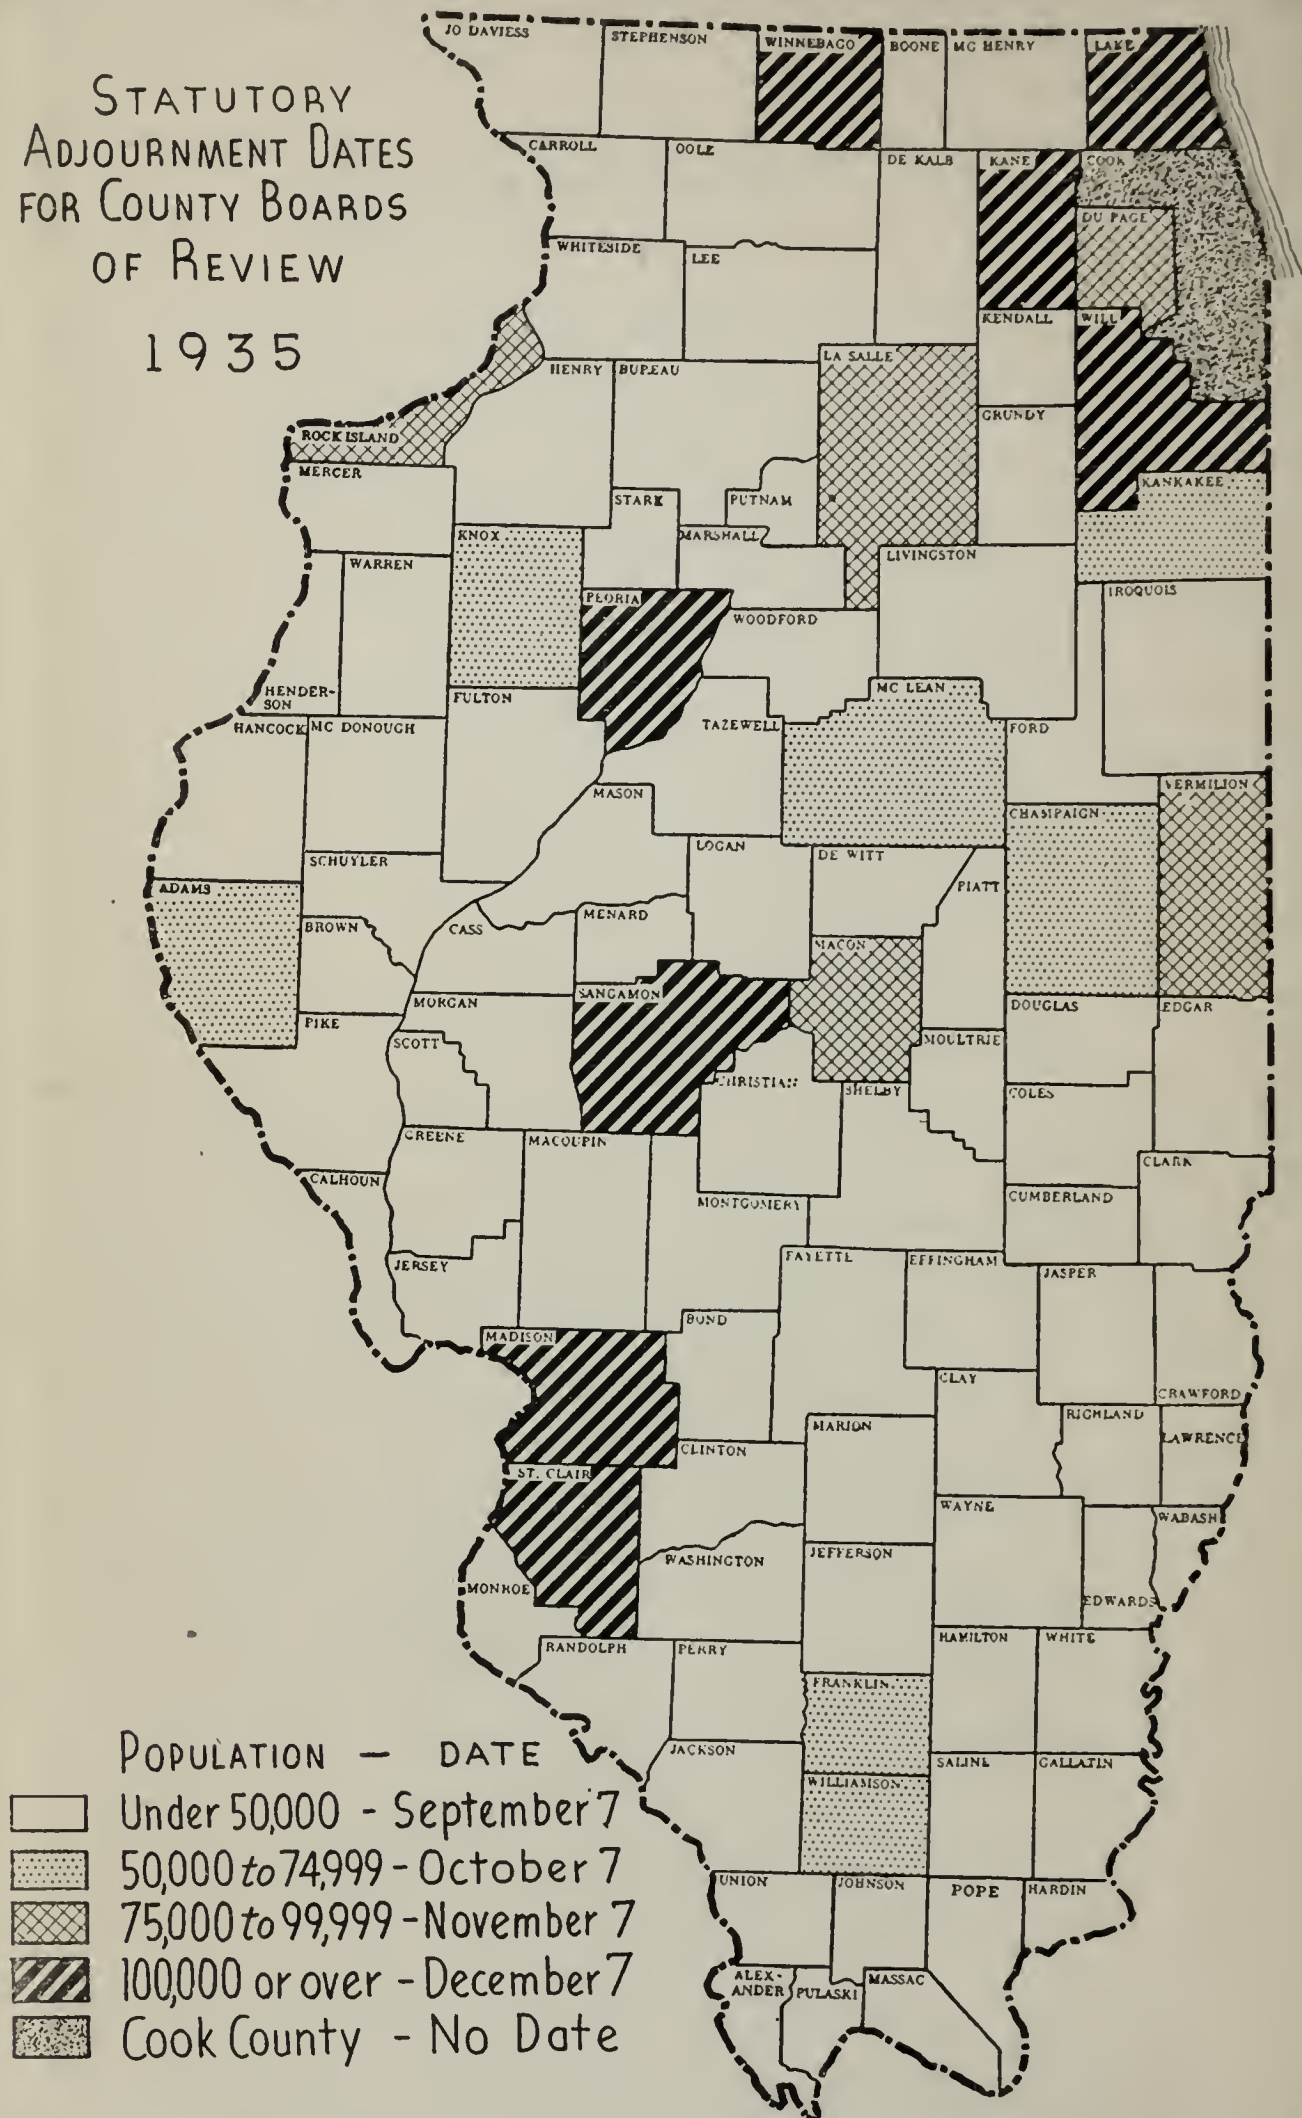 STATUTORY
ADJOURNMENT DATES
FOR COUNTY BOARDS
OF REVIEW
1935
JO DAVIESS
STEPHENSON
WINNEBAGO
BOONE
MC HENRY
LAKE
CARROLL
OGLE
DE KALB
KANE
COOK
DU PAGE
WHITESIDE
LEE
KENDALL
WILL
LA SALLE
HENRY
BUREAU
GRUNDY
ROCK ISLAND
MERCER
KANKAKEE
STARK
PUTNAM
KNOX
MARSHALL
LIVINGSTON
WARREN
IROQUOIS
PEORIA
WOODFORD
HENDER-
SON
FULTON
MC LEAN
HANCOCK
MC DONOUGH
TAZEWELL
FORD
MASON
VERMILION
CHAMPAIGN
LOGAN
DE WITT
SCHUYLER
PIATT
ADAMS
BROWN
CASS
MENARD
MACON
SANGAMON
MORGAN
DOUGLAS
EDGAR
PIKE
SCOTT
MOULTRIE
CHRISTIAN
SHELBY
COLES
GREENE
MACOUPIN
CLARK
CALHOUN
MONTGOMERY
CUMBERLAND
JERSEY
FAYETTE
EFFINGHAM
JASPER
BOND
MADISON
CLAY
CRAWFORD
RICHLAND
MARION
LAWRENCE
CLINTON
ST. CLAIR
WAYNE
WABASH
WASHINGTON
JEFFERSON
MONROE
EDWARDS
RANDOLPH
PERRY
HAMILTON
WHITE
FRANKLIN
JACKSON
SALINE
GALLATIN
WILLIAMSON
UNION
JOHNSON
POPE
HARDIN
ALEX-
ANDER
PULASKI
MASSAC
POPULATION - DATE
Under 50,000 - September 7
50,000 to 74,999 - October 7
75,000 to 99,999 - November 7
100,000 or over - December 7
Cook County - No Date